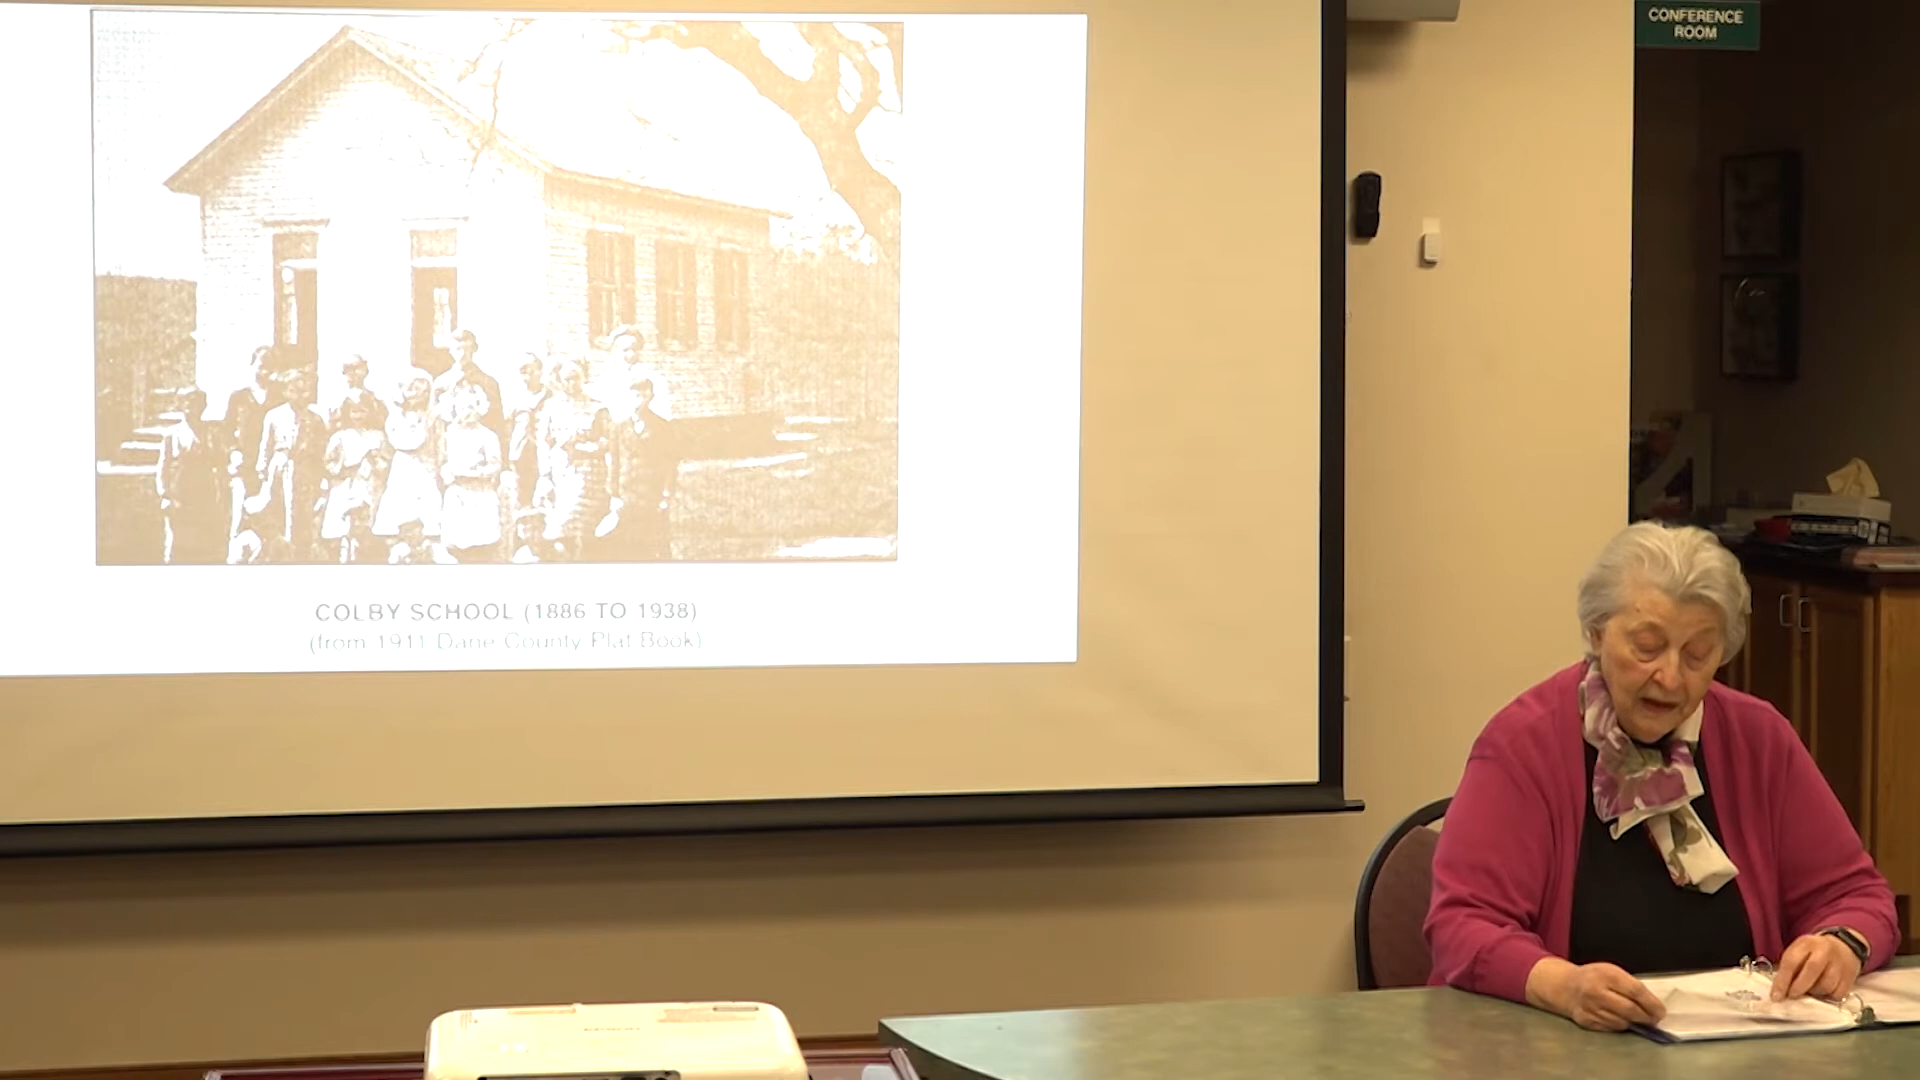 CONFERENCE
ROOM
COLBY SCHOOL (1886 TO 1938)
(from 1911 Dane County Plat Book)